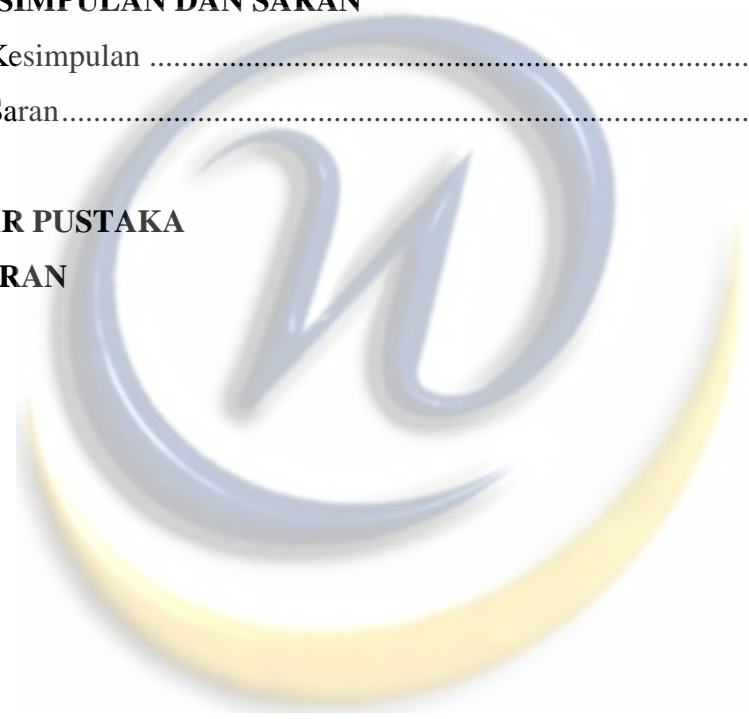 SIMPULAN DAN SARAN
Kesimpulan ..........................................................................
Saran.....................................................................................
R PUSTAKA
RAN